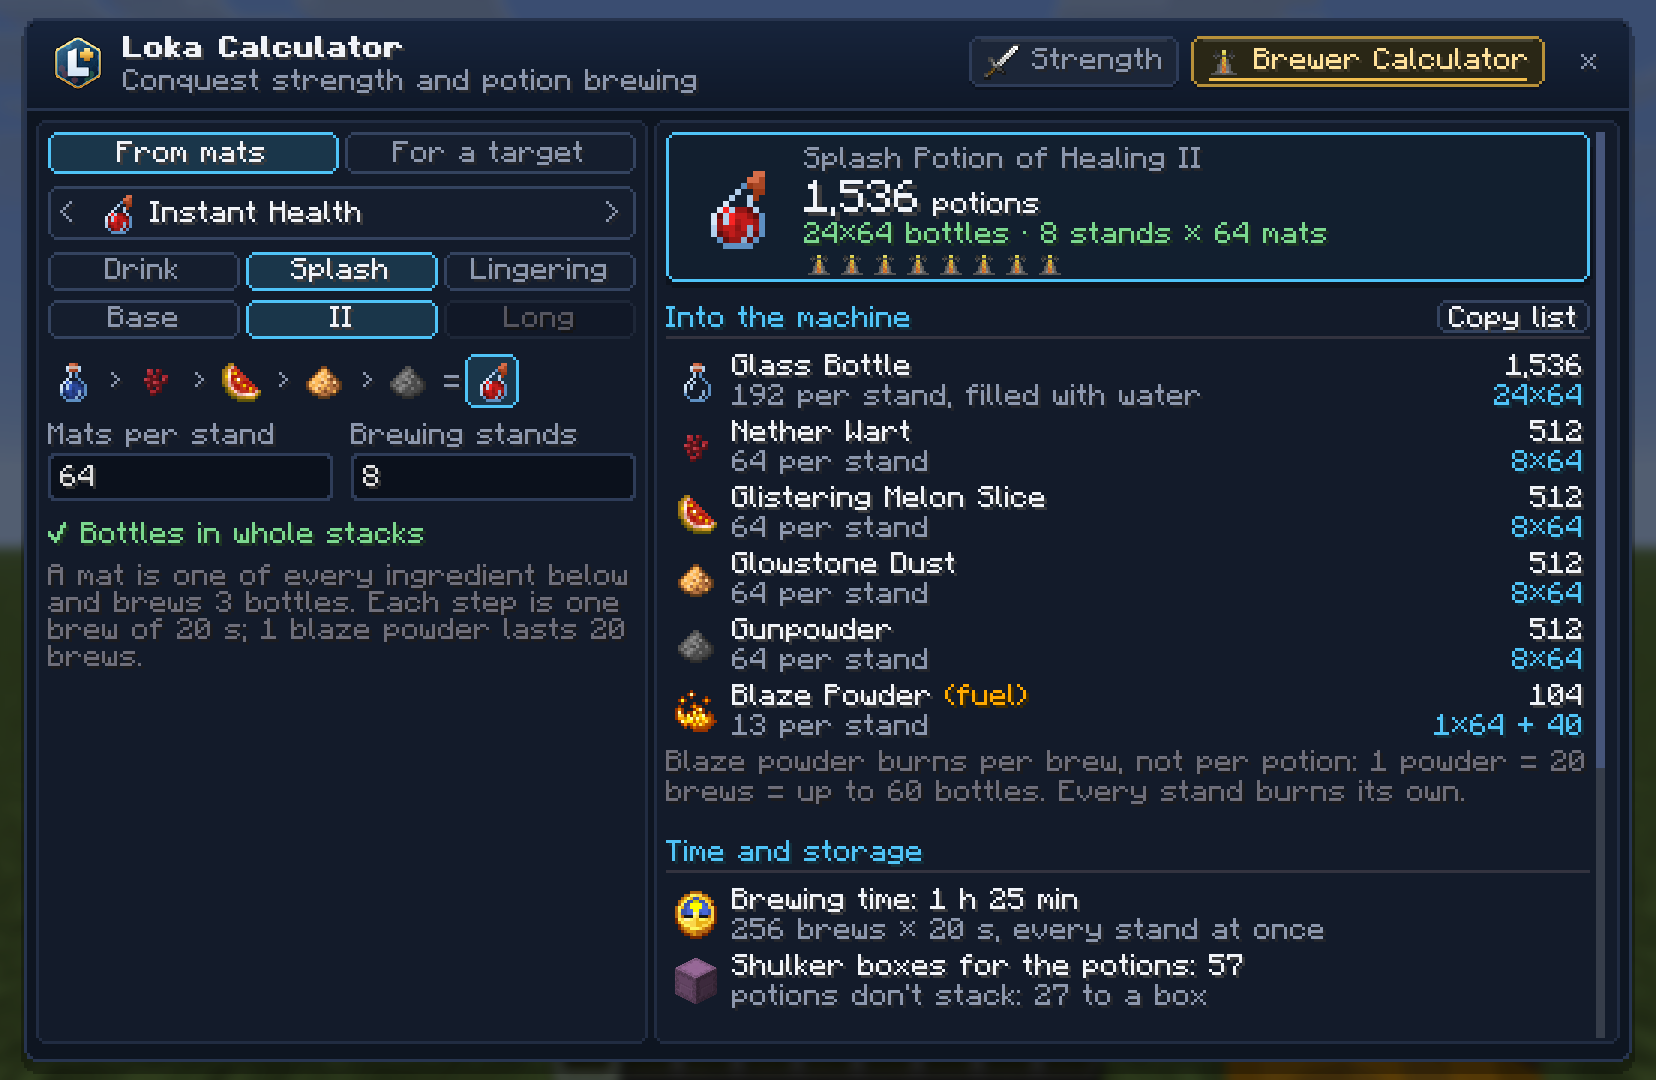 Loka Calculator
Conquest strength and potion brewing
Strength
Brewer Calculator
×
From mats
For a target
< Instant Health >
Drink
Splash
Lingering
Base
II
Long
> > > > =
Mats per stand
Brewing stands
64
8
✓ Bottles in whole stacks
A mat is one of every ingredient below
and brews 3 bottles. Each step is one
brew of 20 s; 1 blaze powder lasts 20
brews.
Splash Potion of Healing II
1,536 potions
24×64 bottles · 8 stands × 64 mats
Into the machine
Copy list
Glass Bottle 1,536
192 per stand, filled with water 24×64
Nether Wart 512
64 per stand 8×64
Glistering Melon Slice 512
64 per stand 8×64
Glowstone Dust 512
64 per stand 8×64
Gunpowder 512
64 per stand 8×64
Blaze Powder (fuel) 104
13 per stand 1×64 + 40
Blaze powder burns per brew, not per potion: 1 powder = 20
brews = up to 60 bottles. Every stand burns its own.
Time and storage
Brewing time: 1 h 25 min
256 brews × 20 s, every stand at once
Shulker boxes for the potions: 57
potions don't stack: 27 to a box